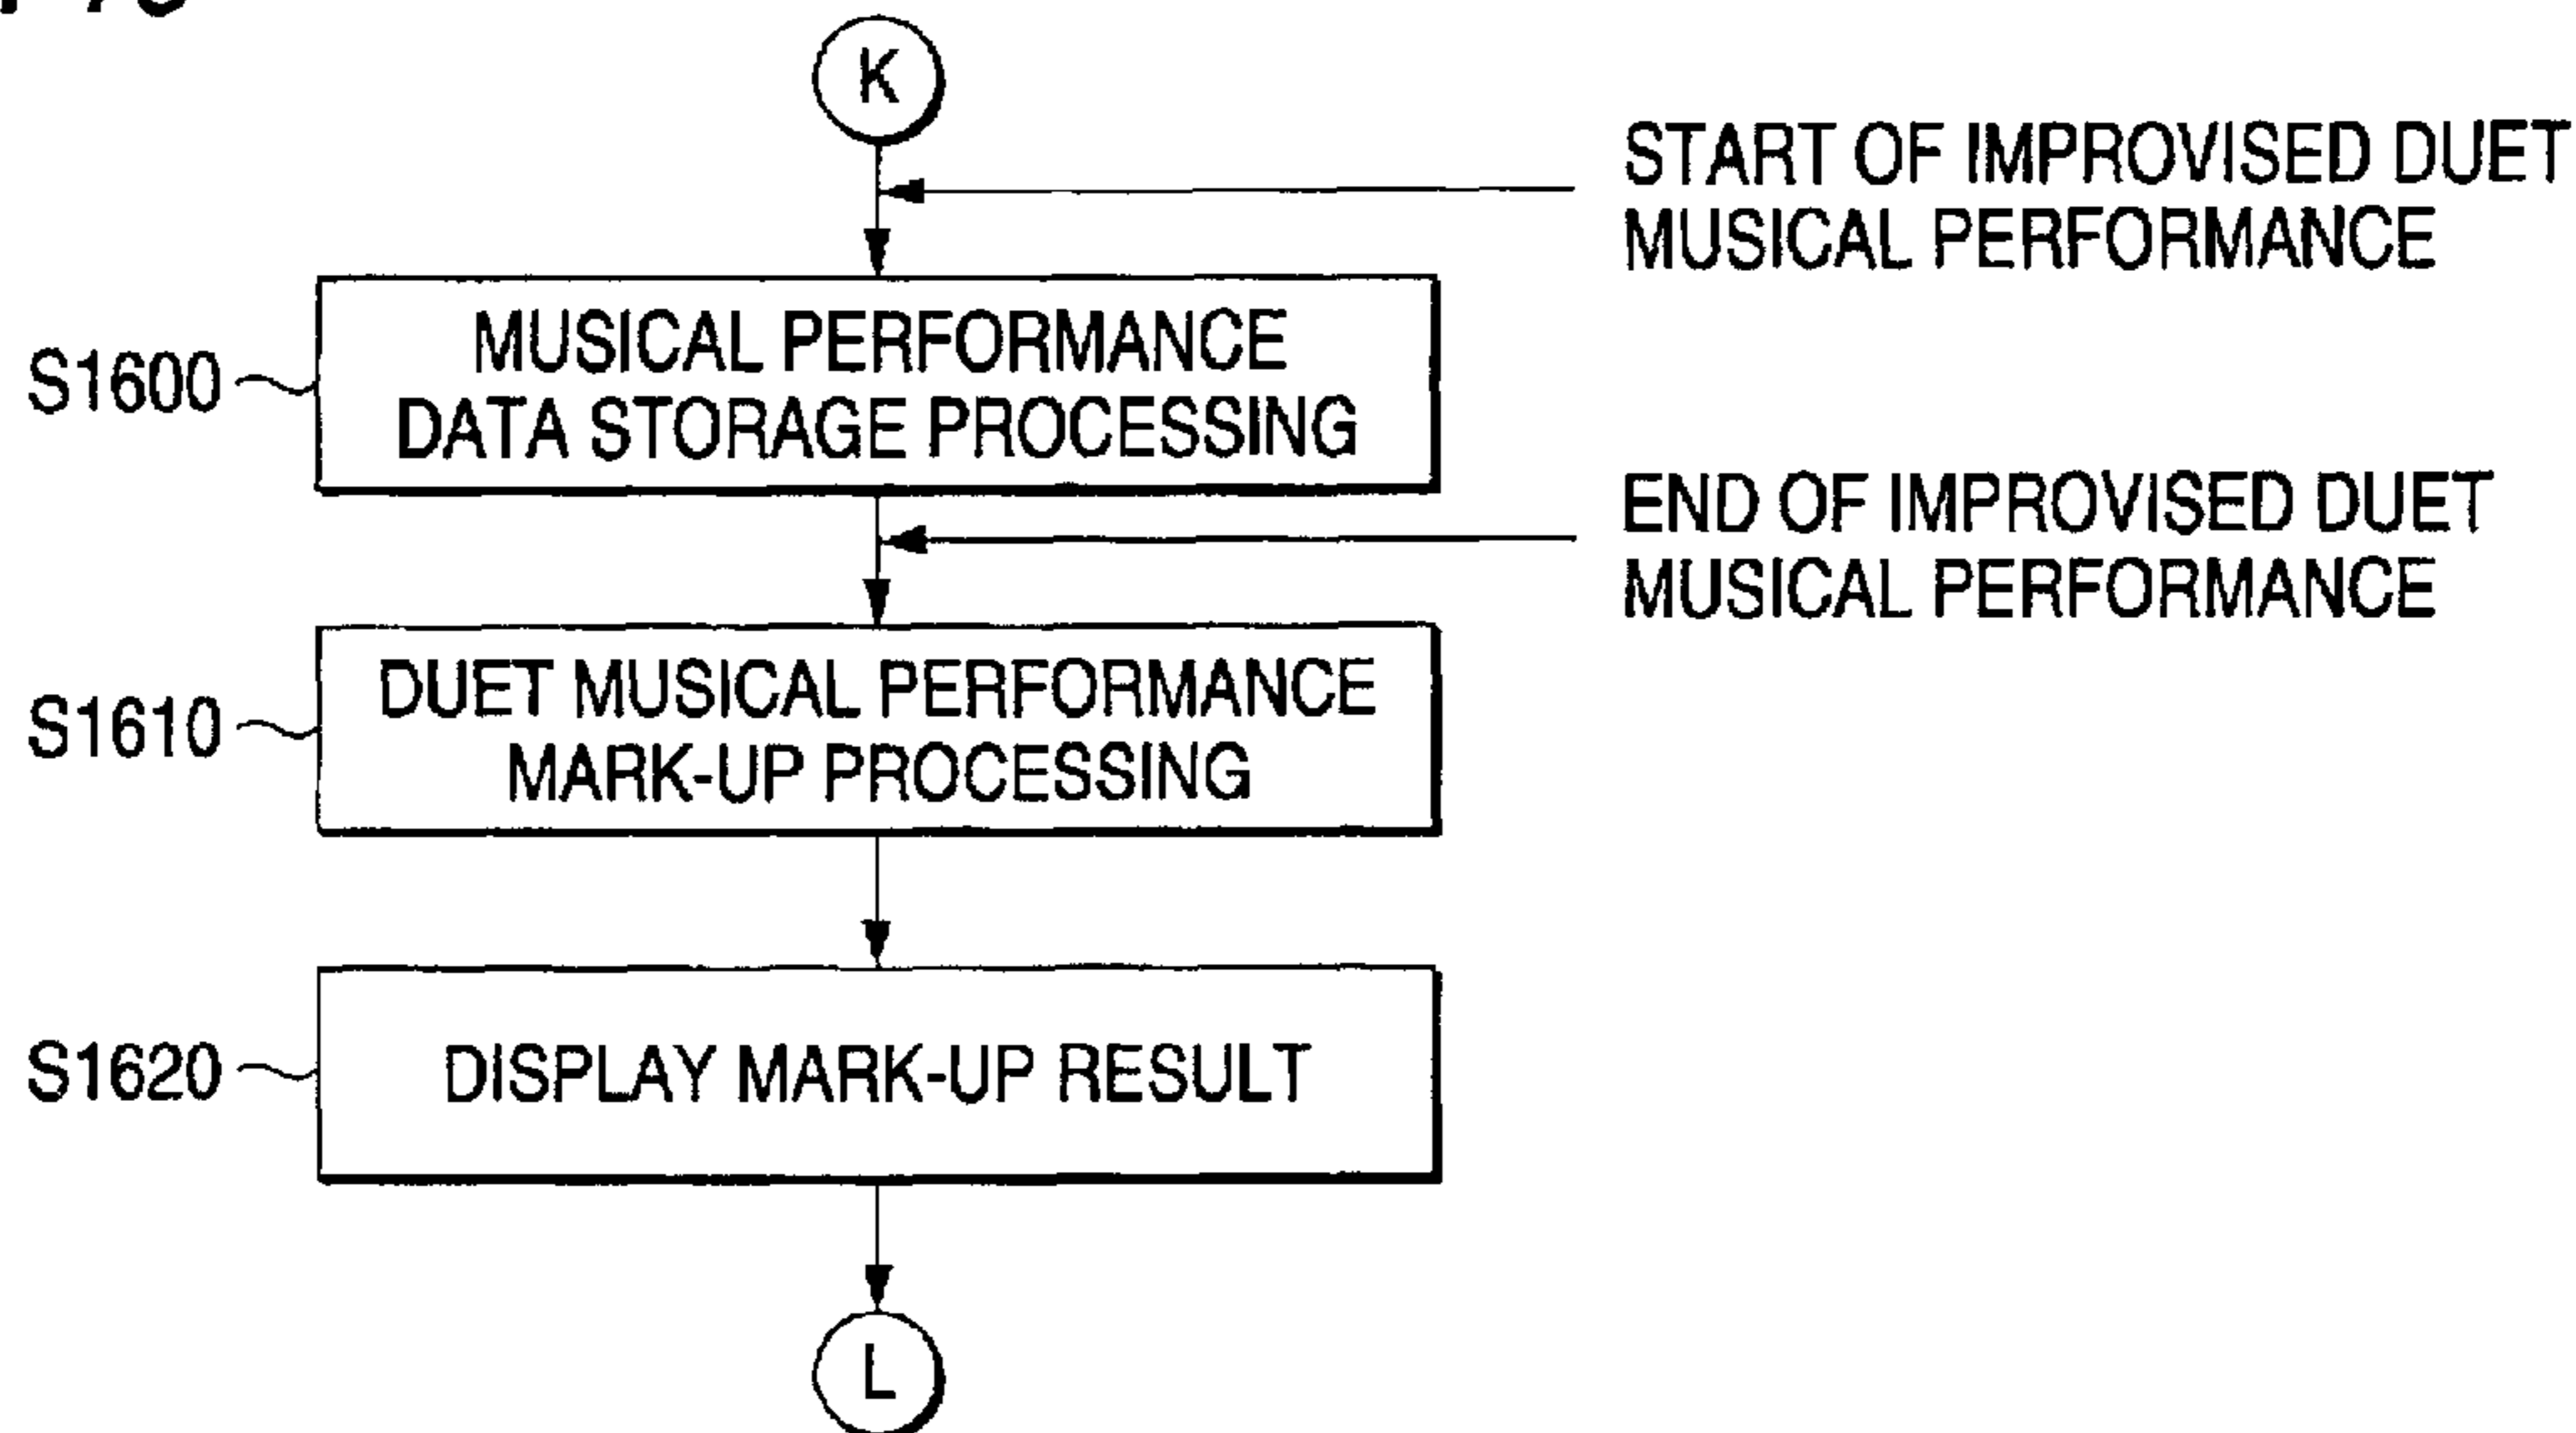 K
START OF IMPROVISED DUET
MUSICAL PERFORMANCE
S1600
MUSICAL PERFORMANCE
DATA STORAGE PROCESSING
END OF IMPROVISED DUET
MUSICAL PERFORMANCE
S1610
DUET MUSICAL PERFORMANCE
MARK-UP PROCESSING
S1620
DISPLAY MARK-UP RESULT
L